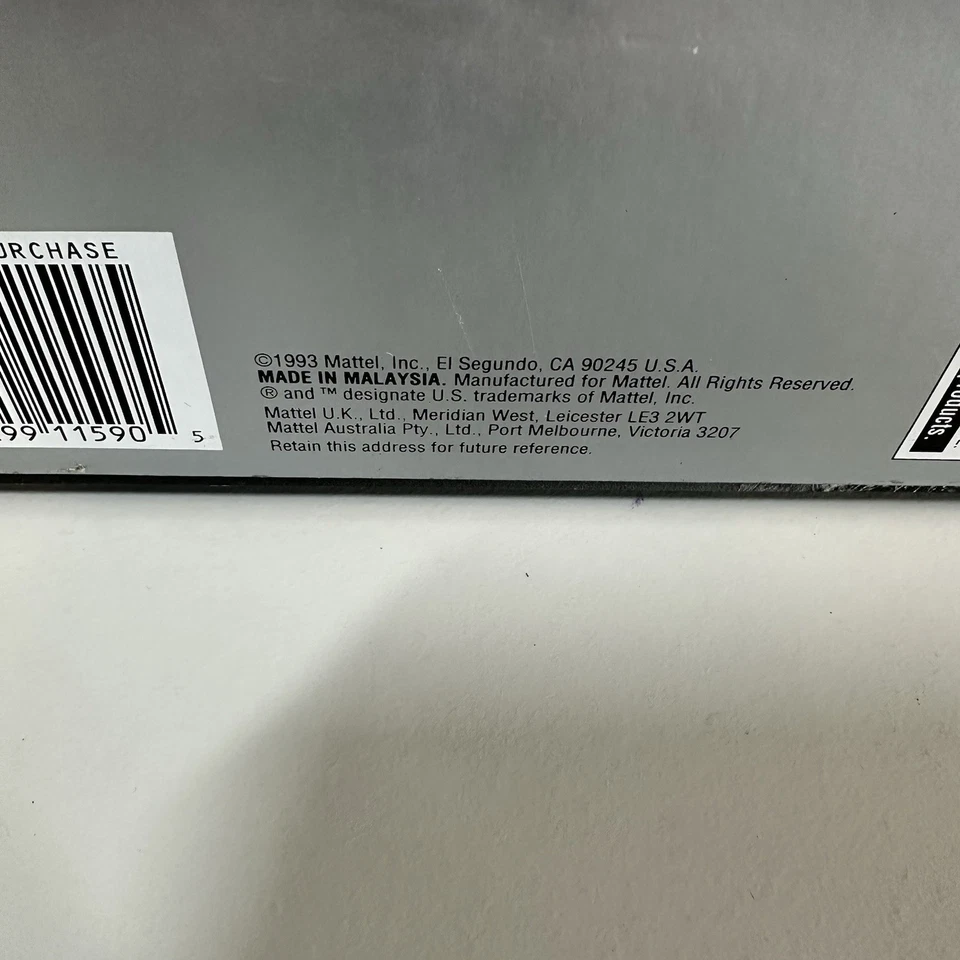 URCHASE
99 11590 5
©1993 Mattel, Inc., El Segundo, CA 90245 U.S.A.
MADE IN MALAYSIA. Manufactured for Mattel. All Rights Reserved.
® and ™ designate U.S. trademarks of Mattel, Inc.
Mattel U.K., Ltd., Meridian West, Leicester LE3 2WT
Mattel Australia Pty., Ltd., Port Melbourne, Victoria 3207
Retain this address for future reference.
Products.